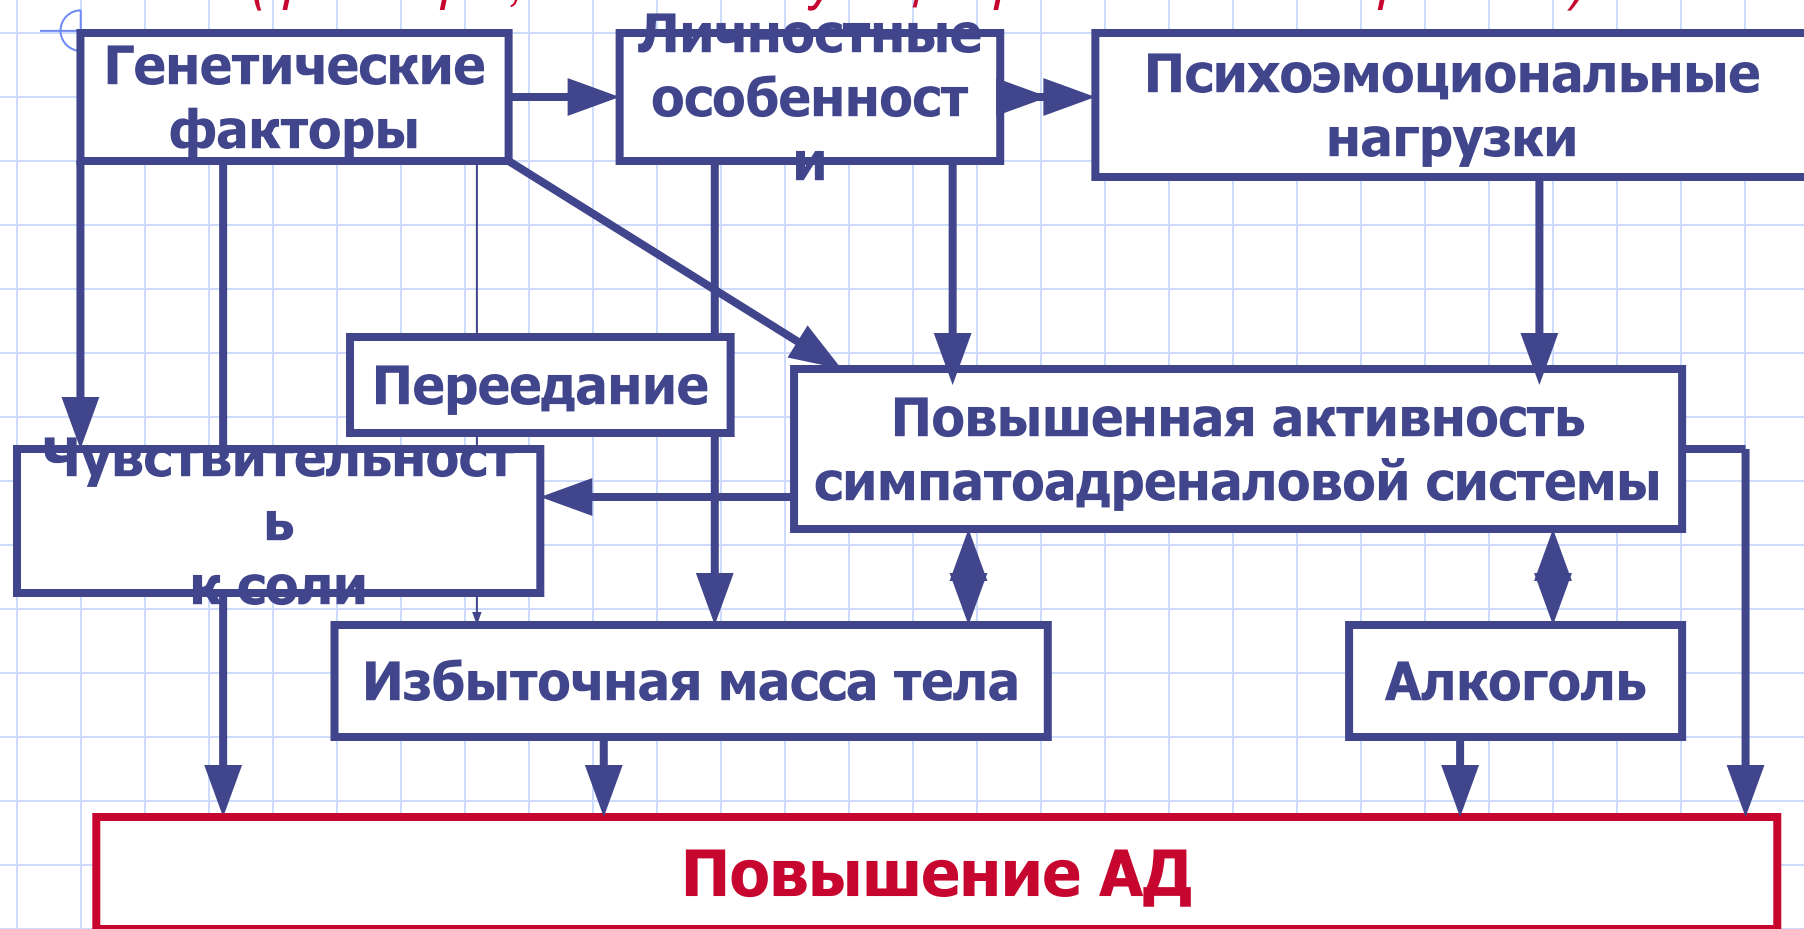 Генетические
факторы
Личностные
особенност
и
Психоэмоциональные
нагрузки
Переедание
Повышенная активность
симпатоадреналовой системы
Чувствительност
ь
к соли
Избыточная масса тела
Алкоголь
Повышение АД